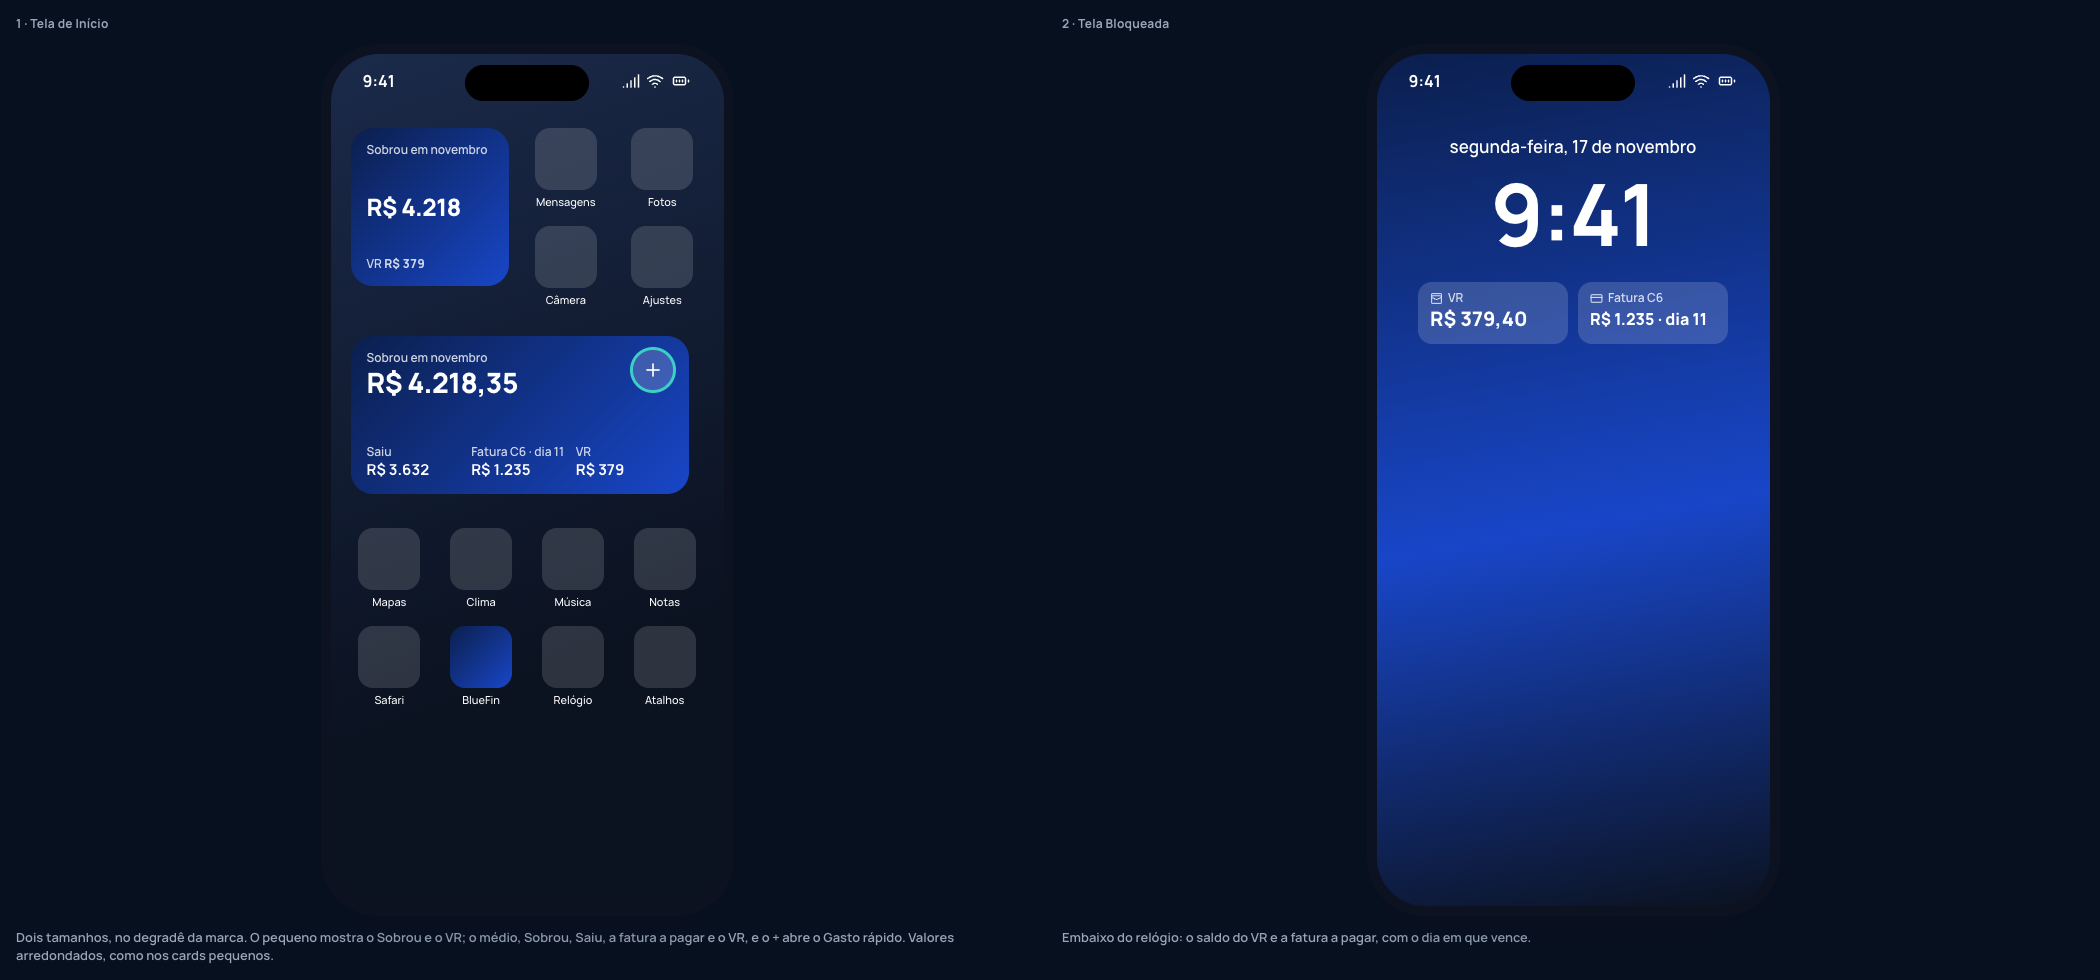 1 · Tela de Início
9:41
Sobrou em novembro
R$ 4.218
VR R$ 379
Mensagens
Fotos
Câmera
Ajustes
Sobrou em novembro
R$ 4.218,35
+
Saiu
Fatura C6 · dia 11
VR
R$ 3.632
R$ 1.235
R$ 379
Mapas
Clima
Música
Notas
Safari
BlueFin
Relógio
Atalhos
Dois tamanhos, no degradê da marca. O pequeno mostra o Sobrou e o VR; o médio, Sobrou, Saiu, a fatura a pagar e o VR, e o + abre o Gasto rápido. Valores
arredondados, como nos cards pequenos.
2 · Tela Bloqueada
9:41
segunda-feira, 17 de novembro
9:41
VR
R$ 379,40
Fatura C6
R$ 1.235 · dia 11
Embaixo do relógio: o saldo do VR e a fatura a pagar, com o dia em que vence.